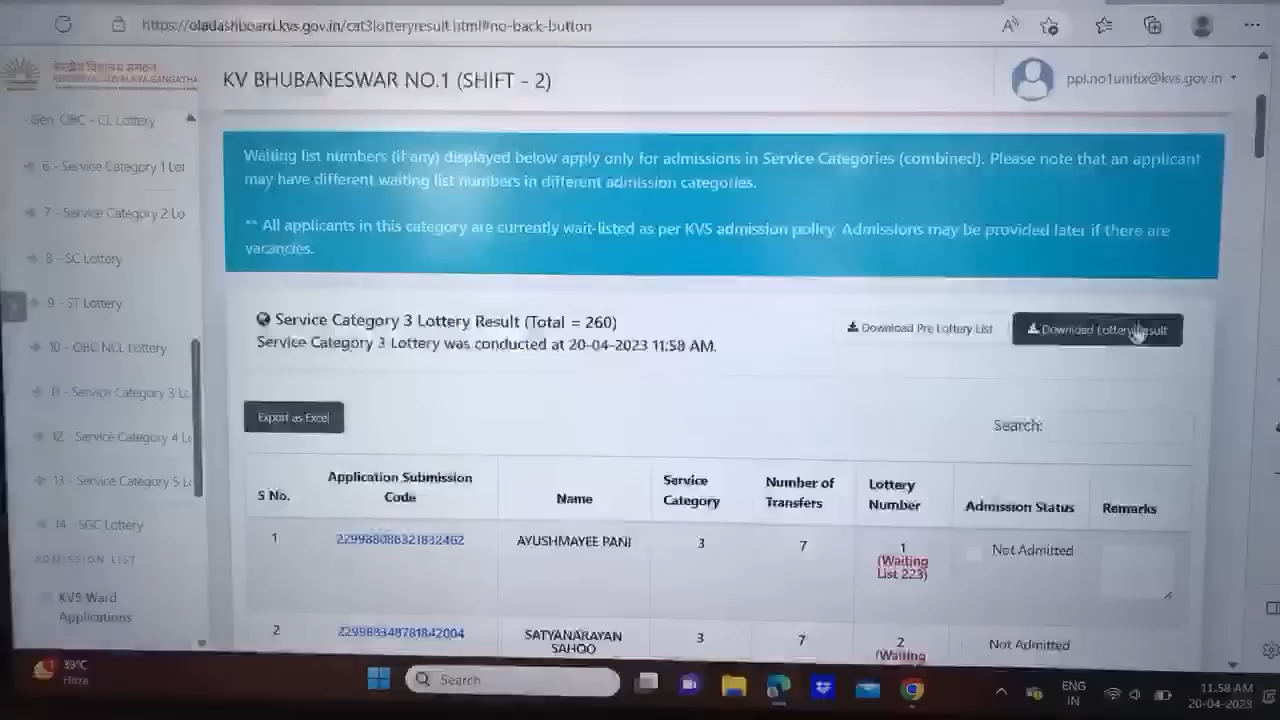 https://oladashboard.kvs.gov.in/cat3lotteryresult.html#no-back-button
केन्द्रीय विद्यालय संगठन
KENDRIYA VIDYALAYA SANGATHA
KV BHUBANESWAR NO.1 (SHIFT - 2)
ppl.no1unitix@kvs.gov.in
Gen. OBC - CL Lottery
6 - Service Category 1 Lot
7 - Service Category 2 Lo
8 - SC Lottery
9 - ST Lottery
10 - OBC NCL Lottery
11 - Service Category 3 Lo
12 - Service Category 4 Lo
13 - Service Category 5 Lo
14 - SGC Lottery
ADMISSION LIST
KVS Ward
Applications
Waiting list numbers (if any) displayed below apply only for admissions in Service Categories (combined). Please note that an applicant
may have different waiting list numbers in different admission categories.
** All applicants in this category are currently wait-listed as per KVS admission policy. Admissions may be provided later if there are
vacancies.
Service Category 3 Lottery Result (Total = 260)
Service Category 3 Lottery was conducted at 20-04-2023 11:58 AM.
Download Pre Lottery List
Download Lottery Result
Export as Excel
Search:
S No.
Application Submission
Code
Name
Service
Category
Number of
Transfers
Lottery
Number
Admission Status
Remarks
1
AYUSHMAYEE PANI
3
7
1
(Waiting
List 223)
Not Admitted
2
SATYANARAYAN
SAHOO
3
7
2
(Waiting
Not Admitted
39°C
Haze
Search
ENG
IN
11:58 AM
20-04-2023